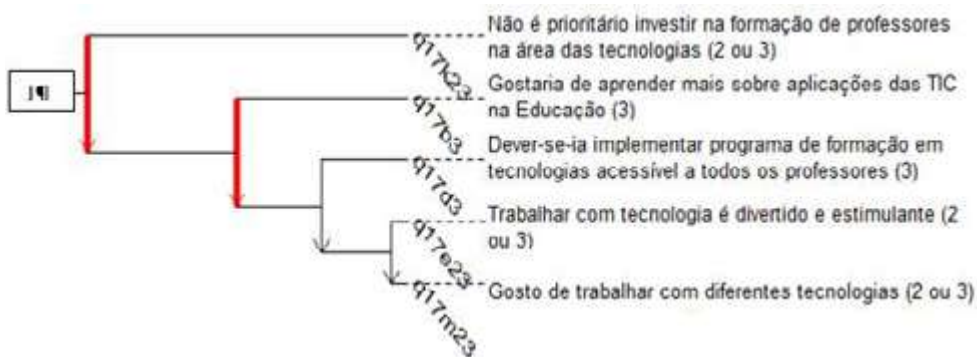 Não é prioritário investir na formação de professores
na área das tecnologias (2 ou 3)
q17k23
Gostaria de aprender mais sobre aplicações das TIC
na Educação (3)
q17b3
Dever-se-ia implementar programa de formação em
tecnologias acessível a todos os professores (3)
q17d3
Trabalhar com tecnologia é divertido e estimulante (2
ou 3)
q17e23
Gosto de trabalhar com diferentes tecnologias (2 ou 3)
q17m23